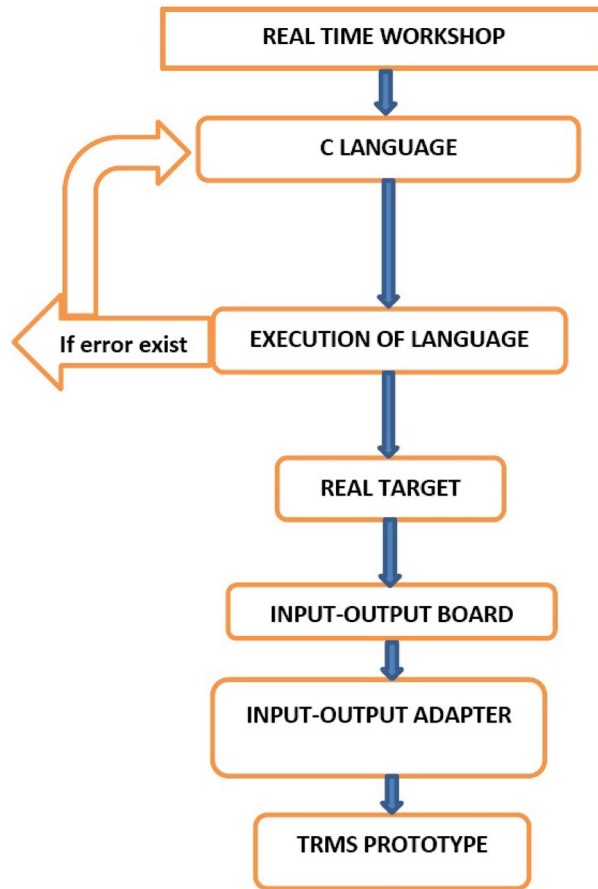 REAL TIME WORKSHOP
C LANGUAGE
If error exist
EXECUTION OF LANGUAGE
REAL TARGET
INPUT-OUTPUT BOARD
INPUT-OUTPUT ADAPTER
TRMS PROTOTYPE